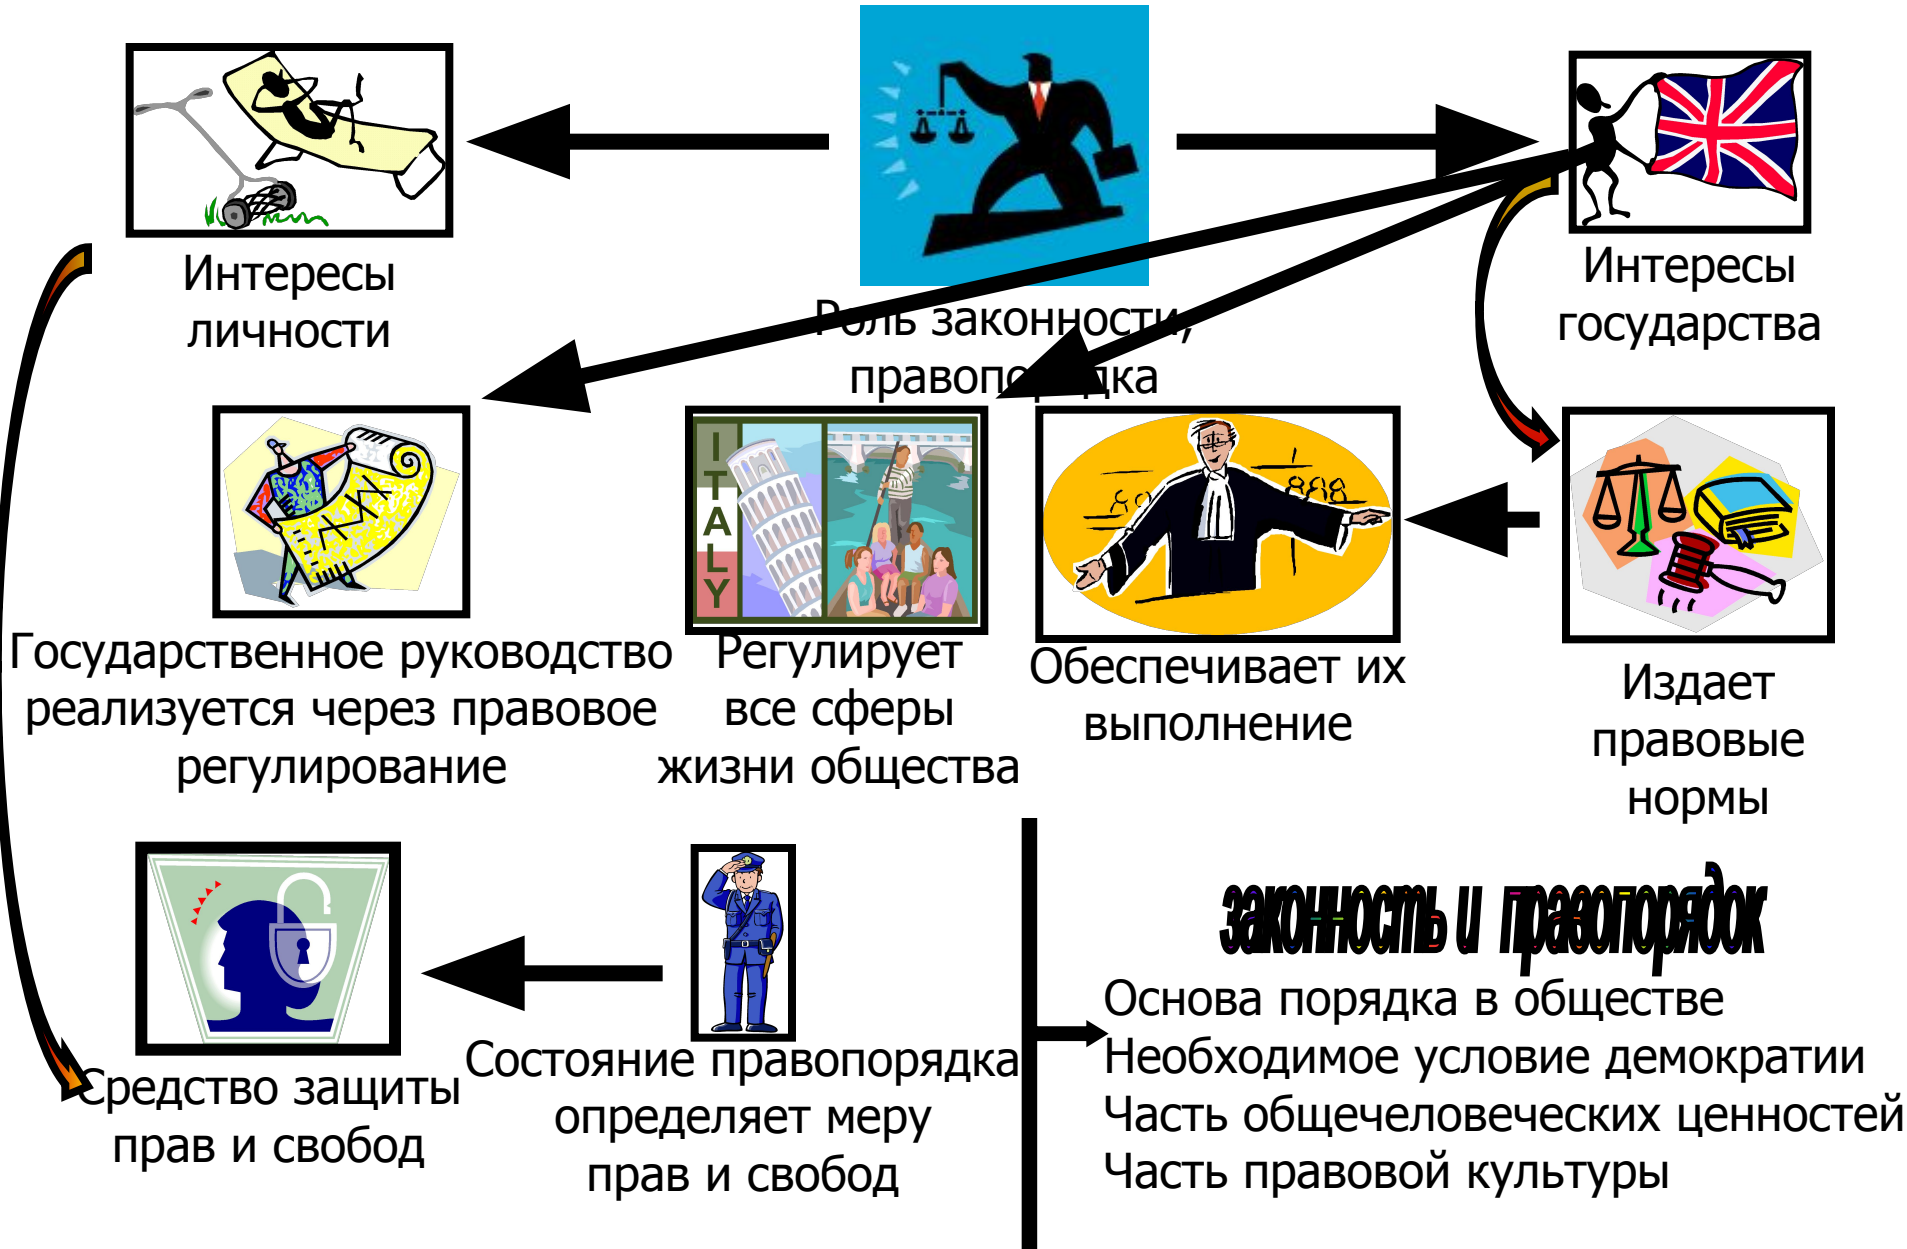 Интересы
личности
Роль законности,
правопорядка
Интересы
государства
ITALY
Государственное руководство
реализуется через правовое
регулирование
Регулирует
все сферы
жизни общества
Обеспечивает их
выполнение
Издает
правовые
нормы
Средство защиты
прав и свобод
Состояние правопорядка
определяет меру
прав и свобод
законность и правопорядок
Основа порядка в обществе
Необходимое условие демократии
Часть общечеловеческих ценностей
Часть правовой культуры